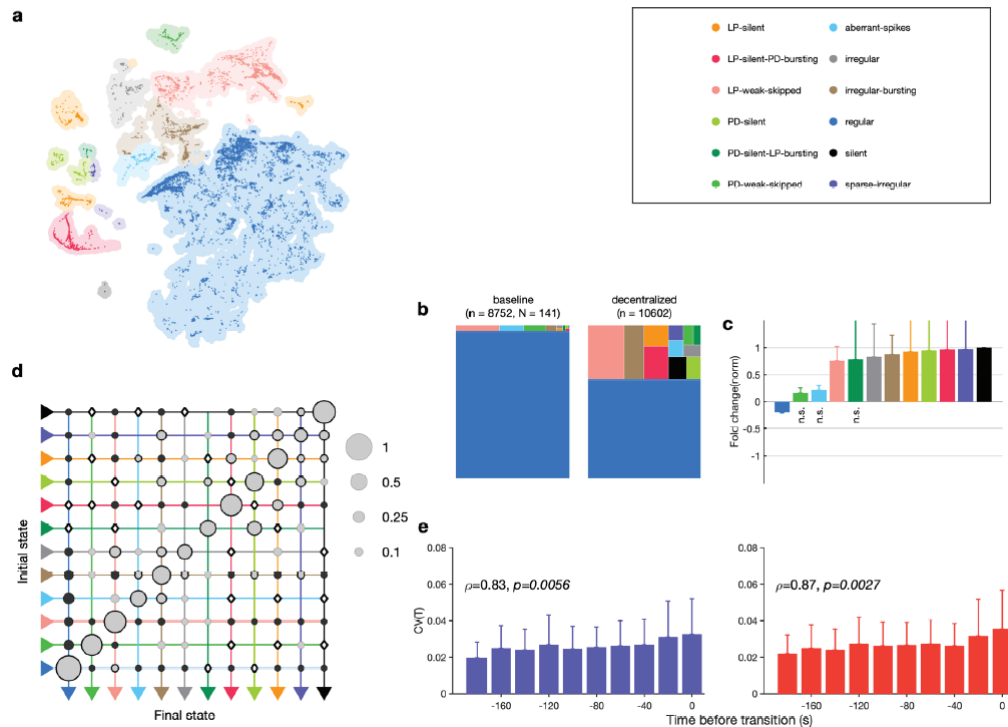 a
LP-silent
aberrant-spikes
LP-silent-PD-bursting
irregular
LP-weak-skipped
irregular-bursting
PD-silent
regular
PD-silent-LP-bursting
silent
PD-weak-skipped
sparse-irregular
b
baseline
(n = 8752, N = 141)
decentralized
(n = 10602)
c
Fold change(norm)
1
0.5
0
-0.5
-1
n.s.
n.s.
n.s.
d
Initial state
Final state
1
0.5
0.25
0.1
e
CV(T)
0.08
0.06
0.04
0.02
0
ρ=0.83, p=0.0056
-160
-120
-80
-40
0
0.08
0.06
0.04
0.02
0
ρ=0.87, p=0.0027
-160
-120
-80
-40
0
Time before transition (s)